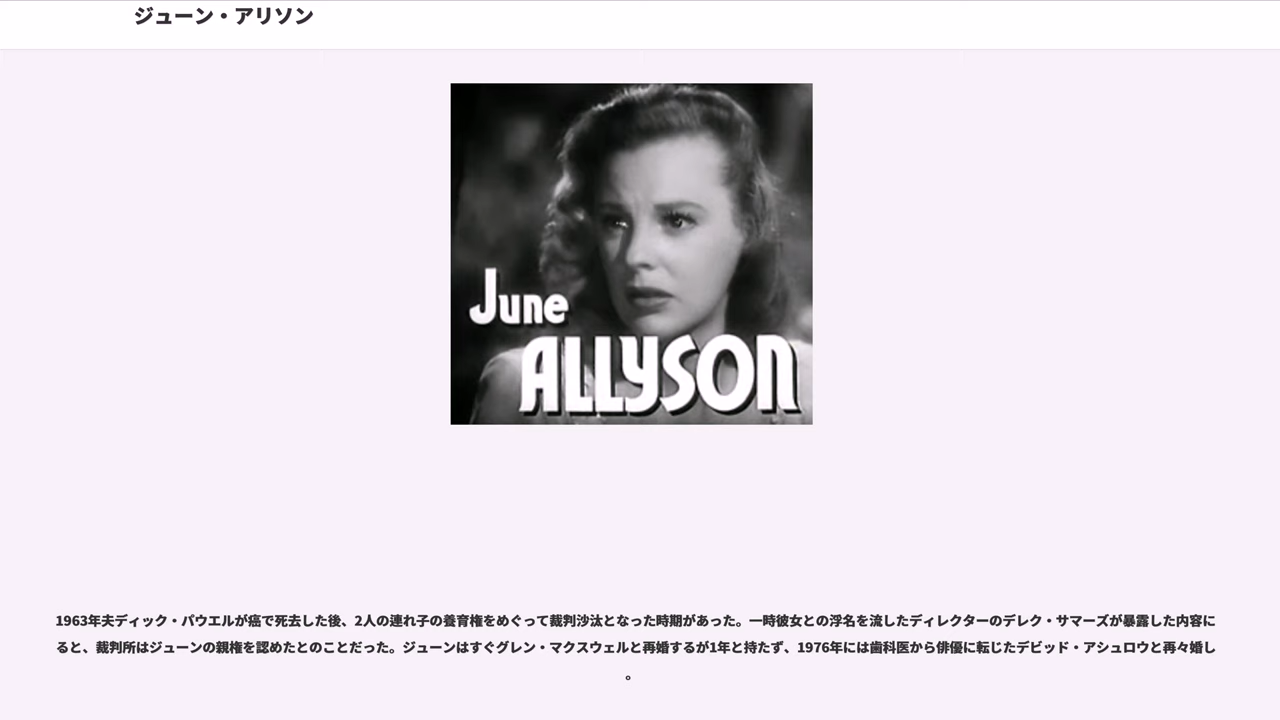 ジューン・アリソン
June
ALLYSON
1963年夫ディック・パウエルが癌で死去した後、2人の連れ子の養育権をめぐって裁判沙汰となった時期があった。一時彼女との浮名を流したディレクターのデレク・サマーズが暴露した内容に
ると、裁判所はジューンの親権を認めたとのことだった。ジューンはすぐグレン・マクスウェルと再婚するが1年と持たず、1976年には歯科医から俳優に転じたデビッド・アシュロウと再々婚し
。